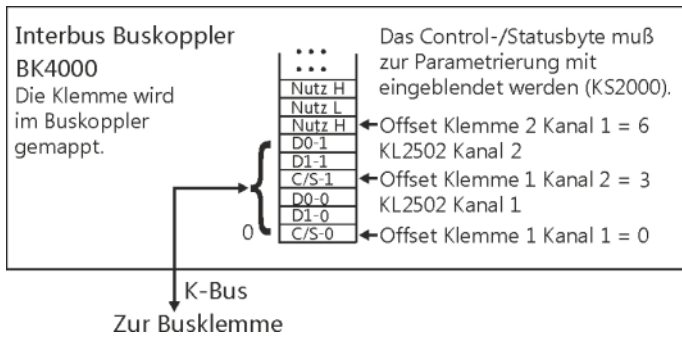 Interbus Buskoppler
BK4000
Die Klemme wird
im Buskoppler
gemappt.
Das Control-/Statusbyte muß
zur Parametrierung mit
eingeblendet werden (KS2000).
Nutz H
Nutz L
Nutz H
Offset Klemme 2 Kanal 1 = 6
D0-1
KL2502 Kanal 2
D1-1
C/S-1
Offset Klemme 1 Kanal 2 = 3
D0-0
KL2502 Kanal 1
D1-0
0
C/S-0
Offset Klemme 1 Kanal 1 = 0
K-Bus
Zur Busklemme